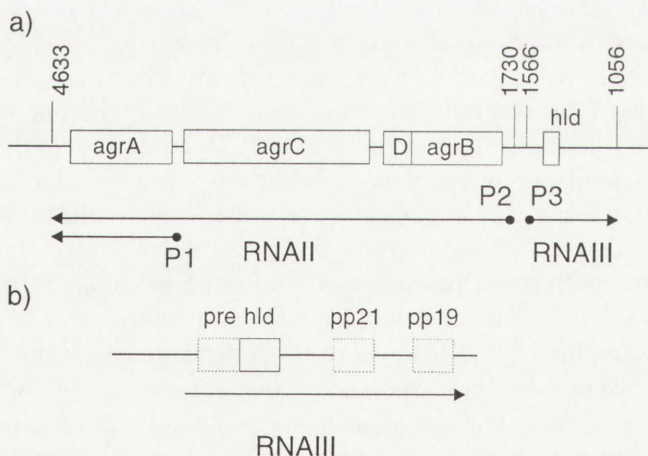 a)
4633 1730 1566 1056
hld
agrA agrC D agrB
P2 P3
P1 RNAII RNAIII
b)
pre hld pp21 pp19
RNAIII